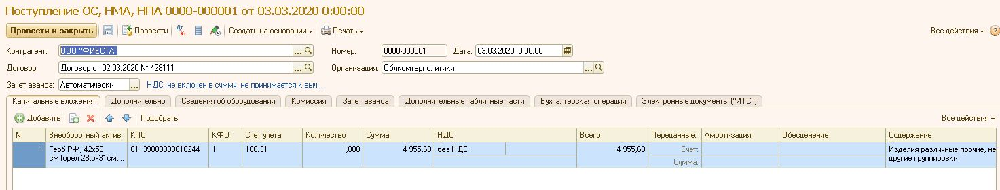 Поступление ОС, НМА, НПА 0000-000001 от 03.03.2020 0:00:00
Провести и закрыть Провести Дт Кт Создать на основании Печать Все действия ?
Контрагент: ООО "ФИЕСТА" ... Номер: 0000-000001 Дата: 03.03.2020 0:00:00
Договор: Договор от 02.03.2020 № 428111 ... Организация: Облкомтерполитики ...
Зачет аванса: Автоматически ... НДС: не включен в сумму, не принимается к выч...
Капитальные вложения Дополнительно Сведения об оборудовании Комиссия Зачет аванса Дополнительные табличные части Бухгалтерская операция Электронные документы ("ИТС")
Добавить Подобрать Все действия
N Внеоборотный актив КПС КФО Счет учета Количество Сумма НДС Всего Переданные: Амортизация Обесценение Содержание
1 Герб РФ, 42х50 01139000000010244 1 106.31 1,000 4 955,68 без НДС 4 955,68 Счет: Изделия различные прочие, не
см,(орел 28,5х31см,... Сумма: другие группировки